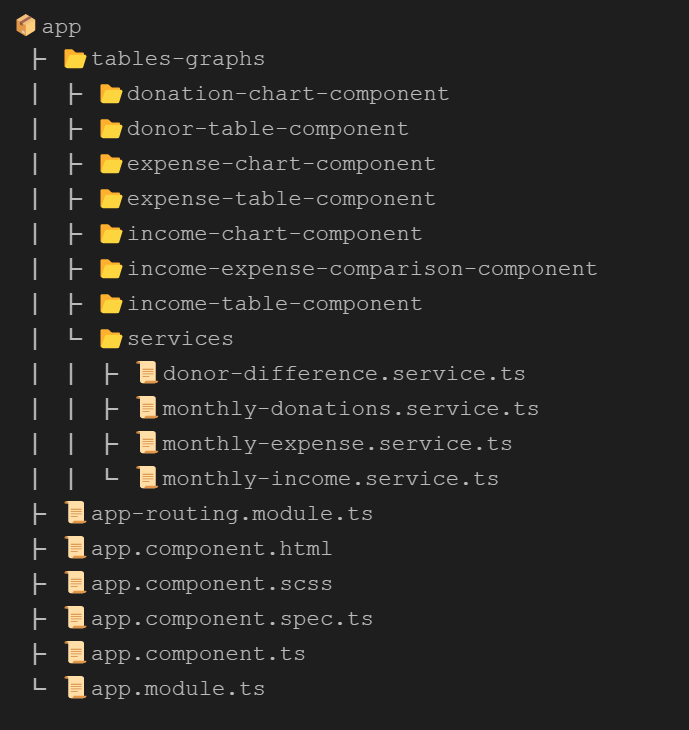 app
tables-graphs
donation-chart-component
donor-table-component
expense-chart-component
expense-table-component
income-chart-component
income-expense-comparison-component
income-table-component
services
donor-difference.service.ts
monthly-donations.service.ts
monthly-expense.service.ts
monthly-income.service.ts
app-routing.module.ts
app.component.html
app.component.scss
app.component.spec.ts
app.component.ts
app.module.ts